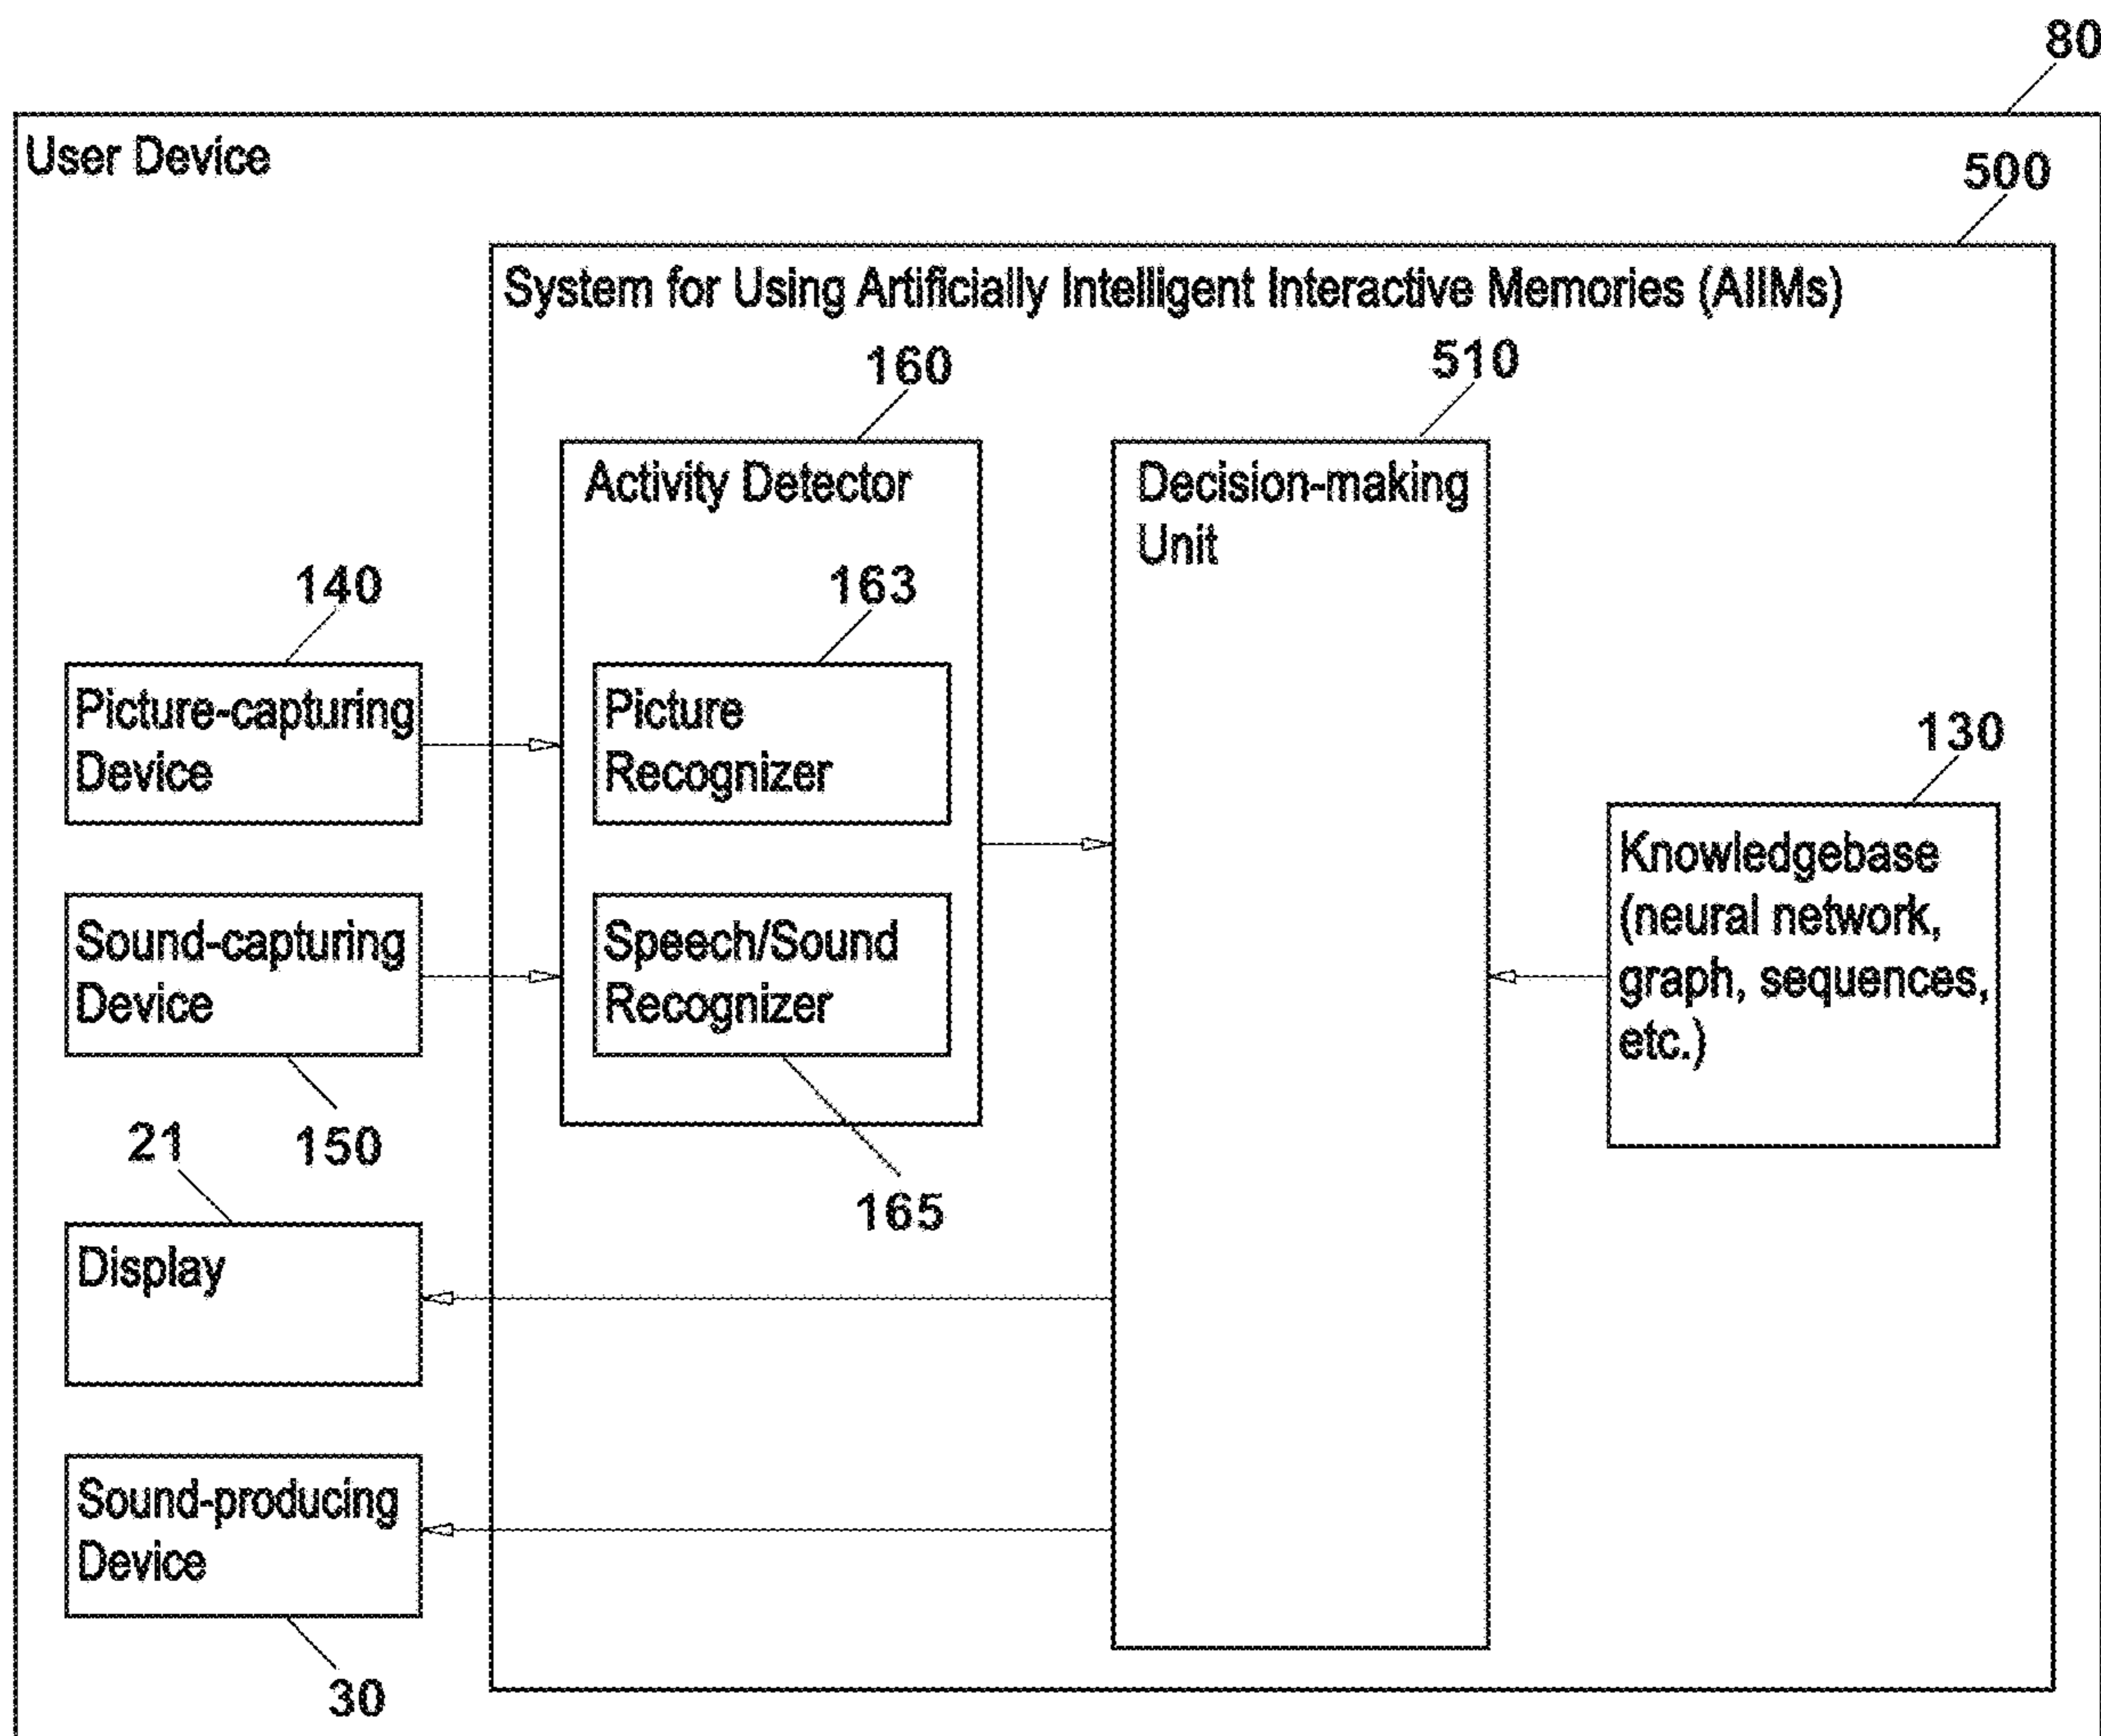 80
User Device
500
System for Using Artificially Intelligent Interactive Memories (AIIMs)
160
510
Activity Detector
Decision-making
Unit
140
163
Picture-capturing
Device
Picture
Recognizer
130
Knowledgebase
(neural network,
graph, sequences,
etc.)
Sound-capturing
Device
Speech/Sound
Recognizer
21
150
165
Display
Sound-producing
Device
30